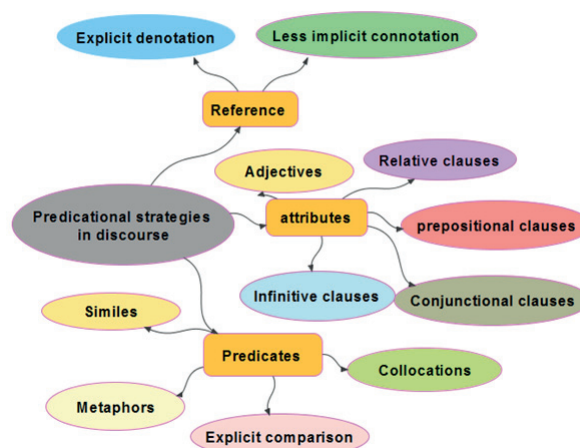 Explicit denotation
Less implicit connotation
Reference
Adjectives
Relative clauses
Predicational strategies
in discourse
attributes
prepositional clauses
Infinitive clauses
Conjunctional clauses
Similes
Predicates
Collocations
Metaphors
Explicit comparison